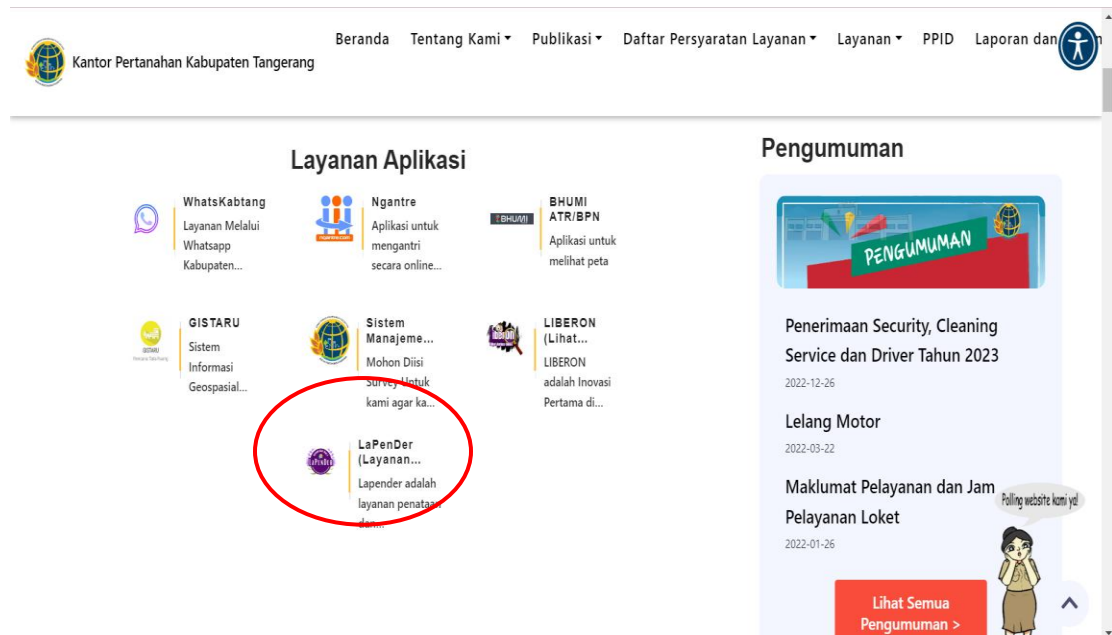 Beranda Tentang Kami Publikasi Daftar Persyaratan Layanan Layanan PPID Laporan dan
Kantor Pertanahan Kabupaten Tangerang
Layanan Aplikasi
WhatsKabtang
Layanan Melalui
Whatsapp
Kabupaten...
Ngantre
Aplikasi untuk
mengantri
secara online...
BHUMI
BHUMI
ATR/BPN
Aplikasi untuk
melihat peta
GISTARU
GISTARU
Sistem
Informasi
Geospasial...
Sistem
Manajeme...
Mohon Diisi
Survey Untuk
kami agar ka...
LIBERON
(Lihat...
LIBERON
adalah Inovasi
Pertama di...
LaPenDer
LaPenDer
(Layanan...
Lapender adalah
layanan penataan
dan...
Pengumuman
PENGUMUMAN
Penerimaan Security, Cleaning
Service dan Driver Tahun 2023
2022-12-26
Lelang Motor
2022-03-22
Maklumat Pelayanan dan Jam
Pelayanan Loket
2022-01-26
Polling website kami ya!
Lihat Semua
Pengumuman >